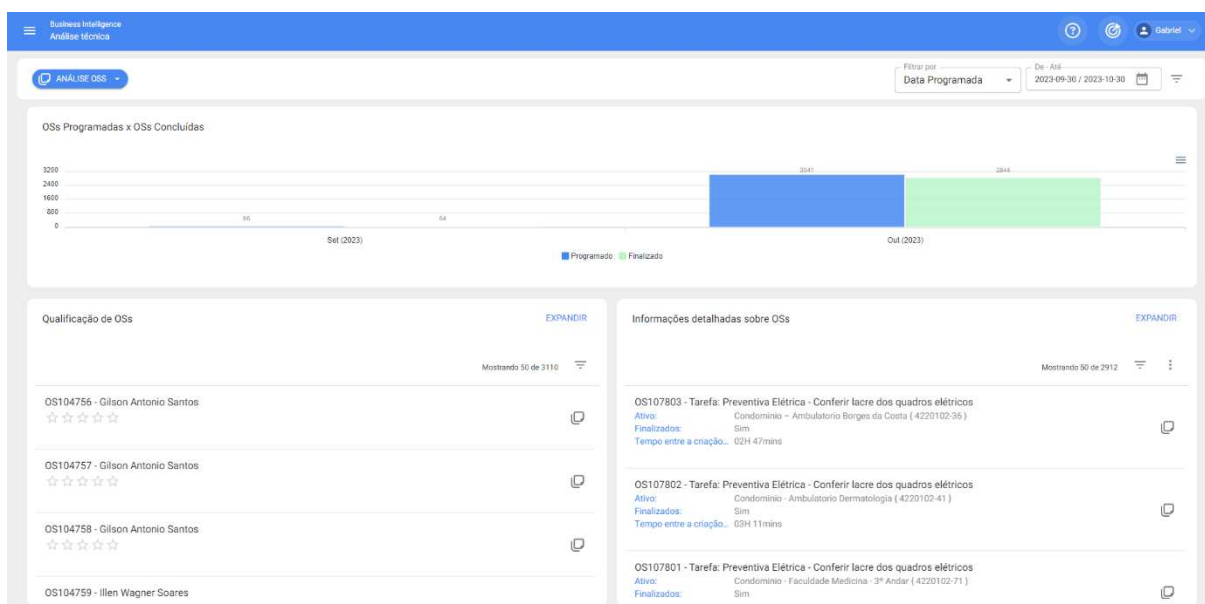 Business Intelligence
Análise técnica
Gabriel
ANÁLISE OSS
Filtrar por
Data Programada
De - Até
2023-09-30 / 2023-10-30
OSs Programadas x OSs Concluídas
3200
2400
1600
800
0
66
64
3041
2844
Set (2023)
Out (2023)
Programado
Finalizado
Qualificação de OSs
EXPANDIR
Mostrando 50 de 3110
OS104756 - Gilson Antonio Santos
OS104757 - Gilson Antonio Santos
OS104758 - Gilson Antonio Santos
OS104759 - Illen Wagner Soares
Informações detalhadas sobre OSs
EXPANDIR
Mostrando 50 de 2912
OS107803 - Tarefa: Preventiva Elétrica - Conferir lacre dos quadros elétricos
Ativo: Condominio – Ambulatorio Borges da Costa { 4220102-36 }
Finalizados: Sim
Tempo entre a criação... 02H 47mins
OS107802 - Tarefa: Preventiva Elétrica - Conferir lacre dos quadros elétricos
Ativo: Condominio - Ambulatorio Dermatologia { 4220102-41 }
Finalizados: Sim
Tempo entre a criação... 03H 11mins
OS107801 - Tarefa: Preventiva Elétrica - Conferir lacre dos quadros elétricos
Ativo: Condominio - Faculdade Medicina - 3º Andar { 4220102-71 }
Finalizados: Sim